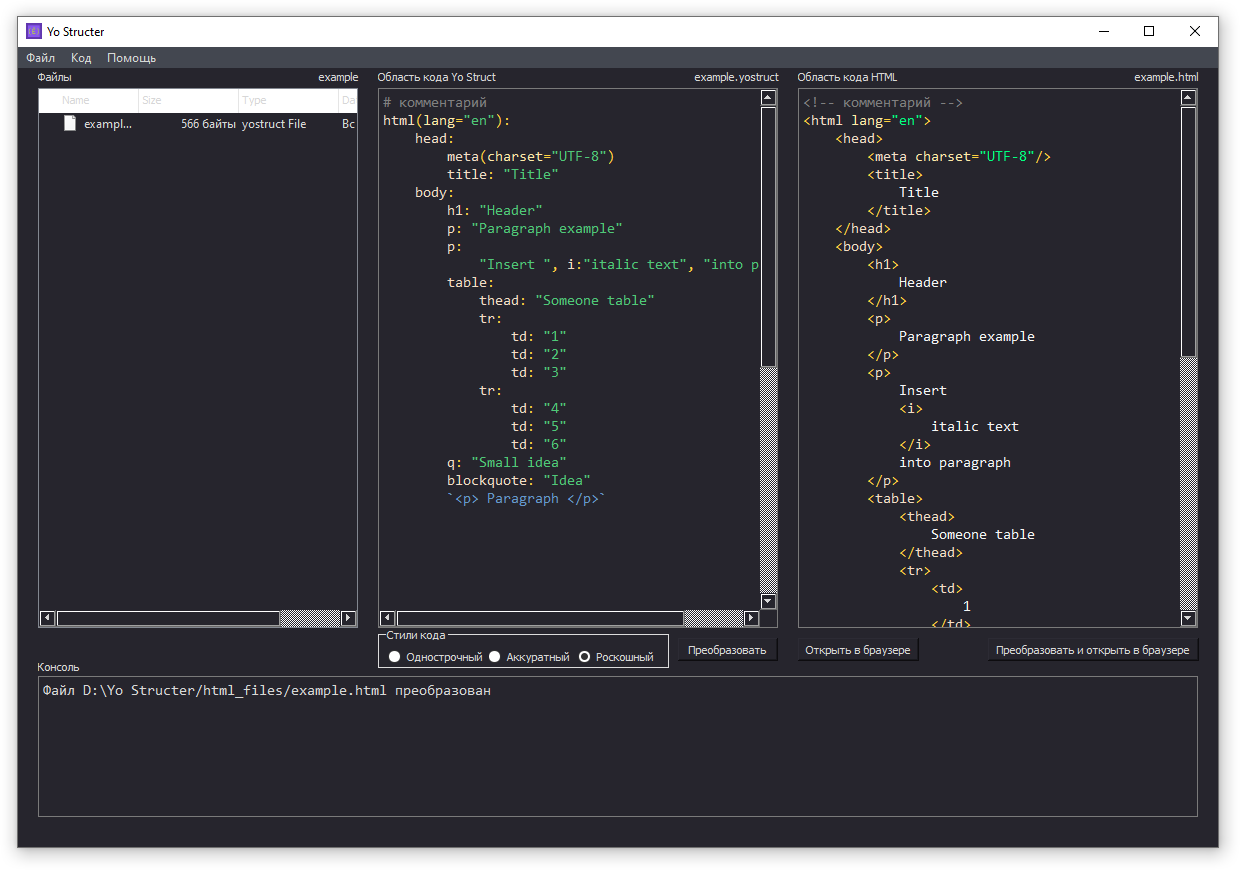 Yo Structer
Файл Код Помощь
Файлы example
Name Size Type Da
exampl... 566 байты yostruct File Вс
Область кода Yo Struct example.yostruct
# комментарий
html(lang="en"):
head:
meta(charset="UTF-8")
title: "Title"
body:
h1: "Header"
p: "Paragraph example"
p:
"Insert ", i:"italic text", "into p
table:
thead: "Someone table"
tr:
td: "1"
td: "2"
td: "3"
tr:
td: "4"
td: "5"
td: "6"
q: "Small idea"
blockquote: "Idea"
`<p> Paragraph </p>`
Область кода HTML example.html
<!-- комментарий -->
<html lang="en">
<head>
<meta charset="UTF-8"/>
<title>
Title
</title>
</head>
<body>
<h1>
Header
</h1>
<p>
Paragraph example
</p>
<p>
Insert
<i>
italic text
</i>
into paragraph
</p>
<table>
<thead>
Someone table
</thead>
<tr>
<td>
1
</td>
Стили кода
Однострочный Аккуратный Роскошный
Преобразовать
Открыть в браузере
Преобразовать и открыть в браузере
Консоль
Файл D:\Yo Structer/html_files/example.html преобразован